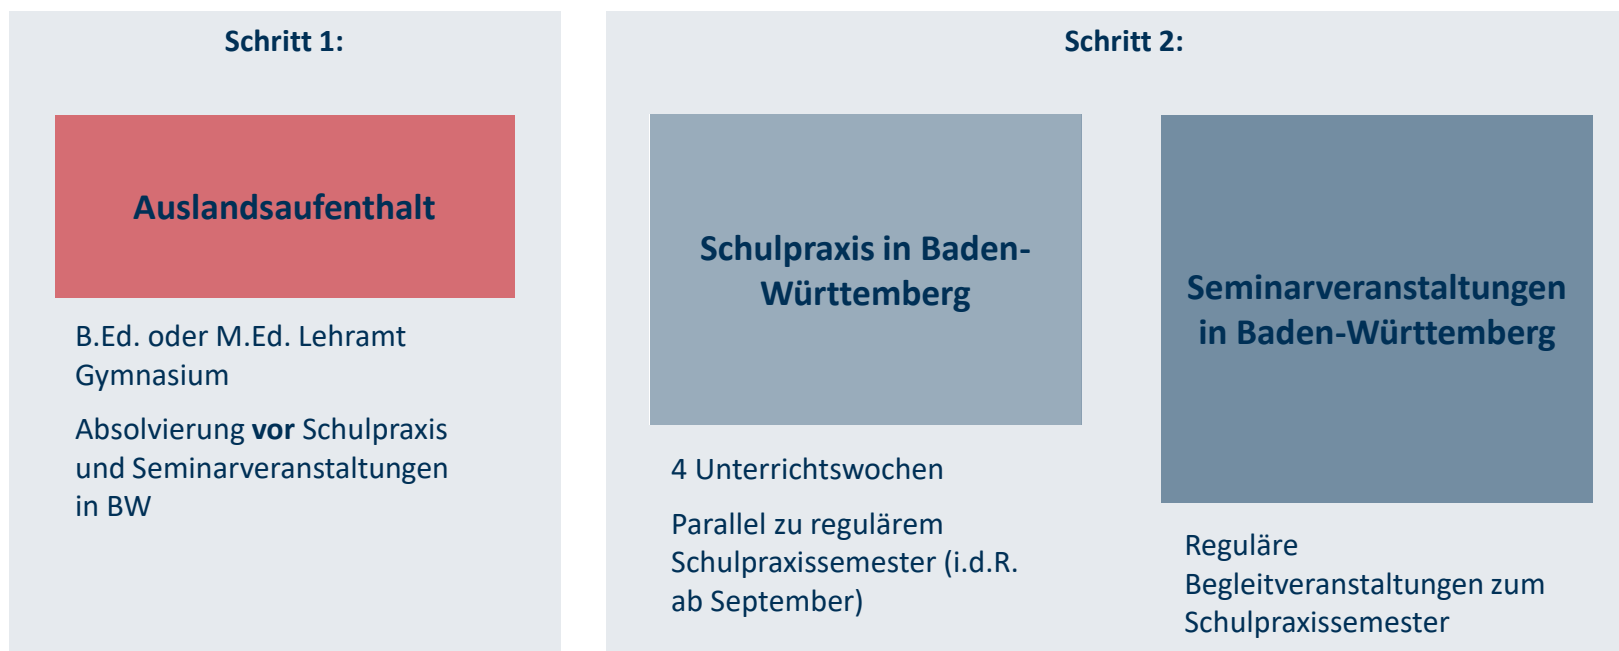 Schritt 1:
Auslandsaufenthalt
B.Ed. oder M.Ed. Lehramt
Gymnasium
Absolvierung vor Schulpraxis
und Seminarveranstaltungen
in BW
Schritt 2:
Schulpraxis in Baden-
Württemberg
4 Unterrichtswochen
Parallel zu regulärem
Schulpraxissemester (i.d.R.
ab September)
Seminarveranstaltungen
in Baden-Württemberg
Reguläre
Begleitveranstaltungen zum
Schulpraxissemester